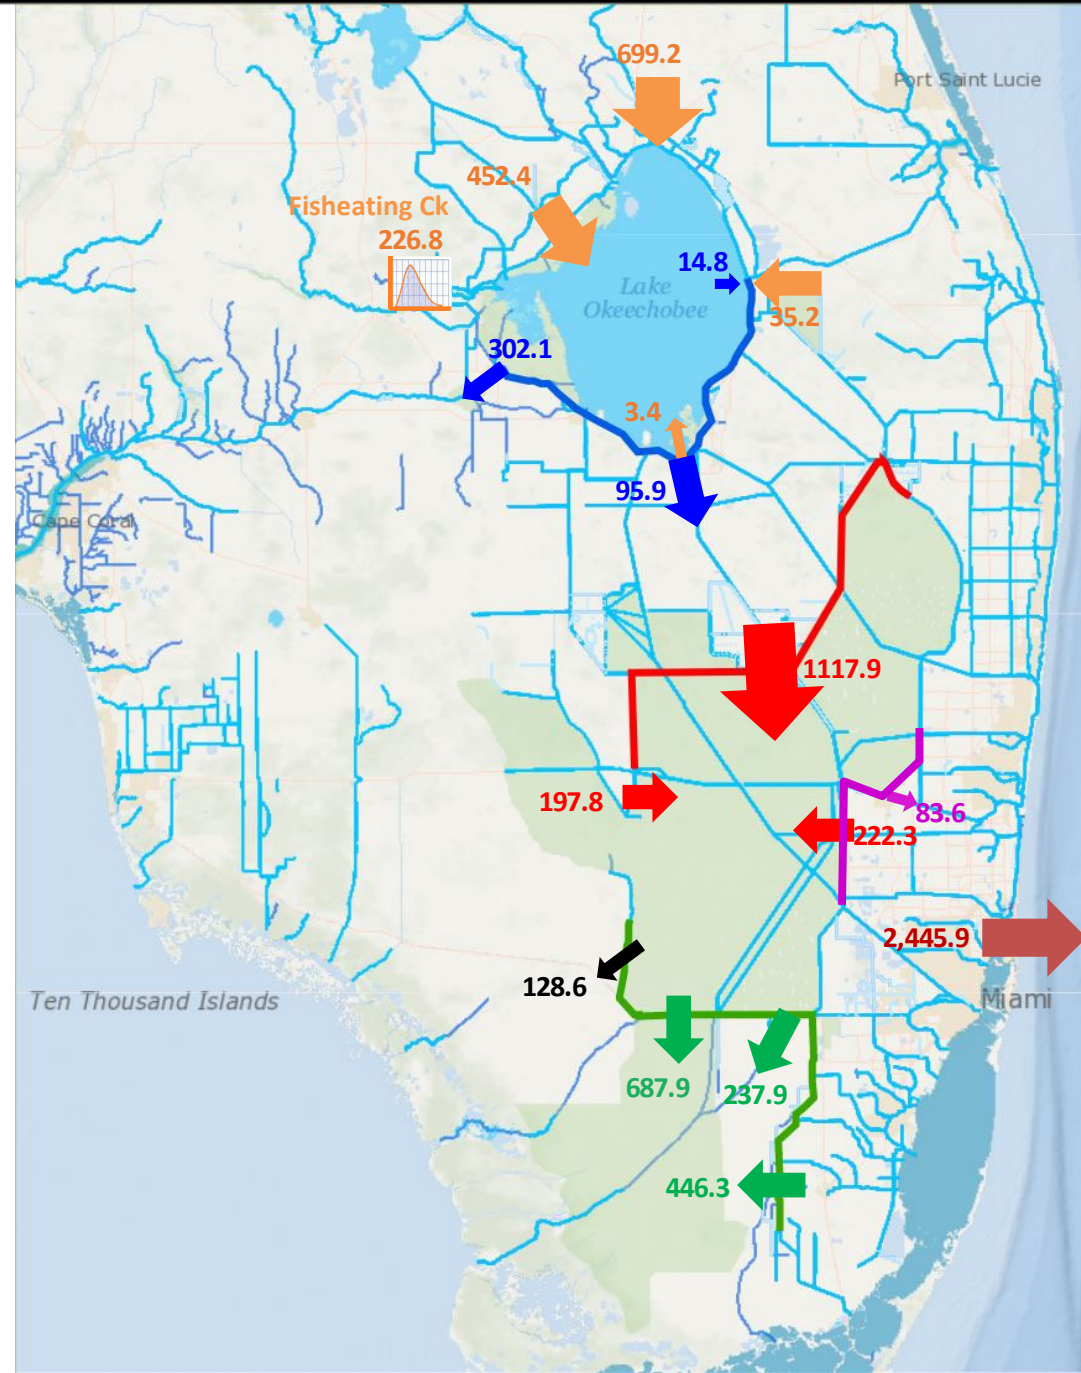 699.2
Port Saint Lucie
452.4
Fisheating Ck
226.8
14.8
Lake
Okeechobee
35.2
302.1
3.4
95.9
Cape Coral
1117.9
197.8
83.6
222.3
2,445.9
128.6
Ten Thousand Islands
Miami
687.9
237.9
446.3